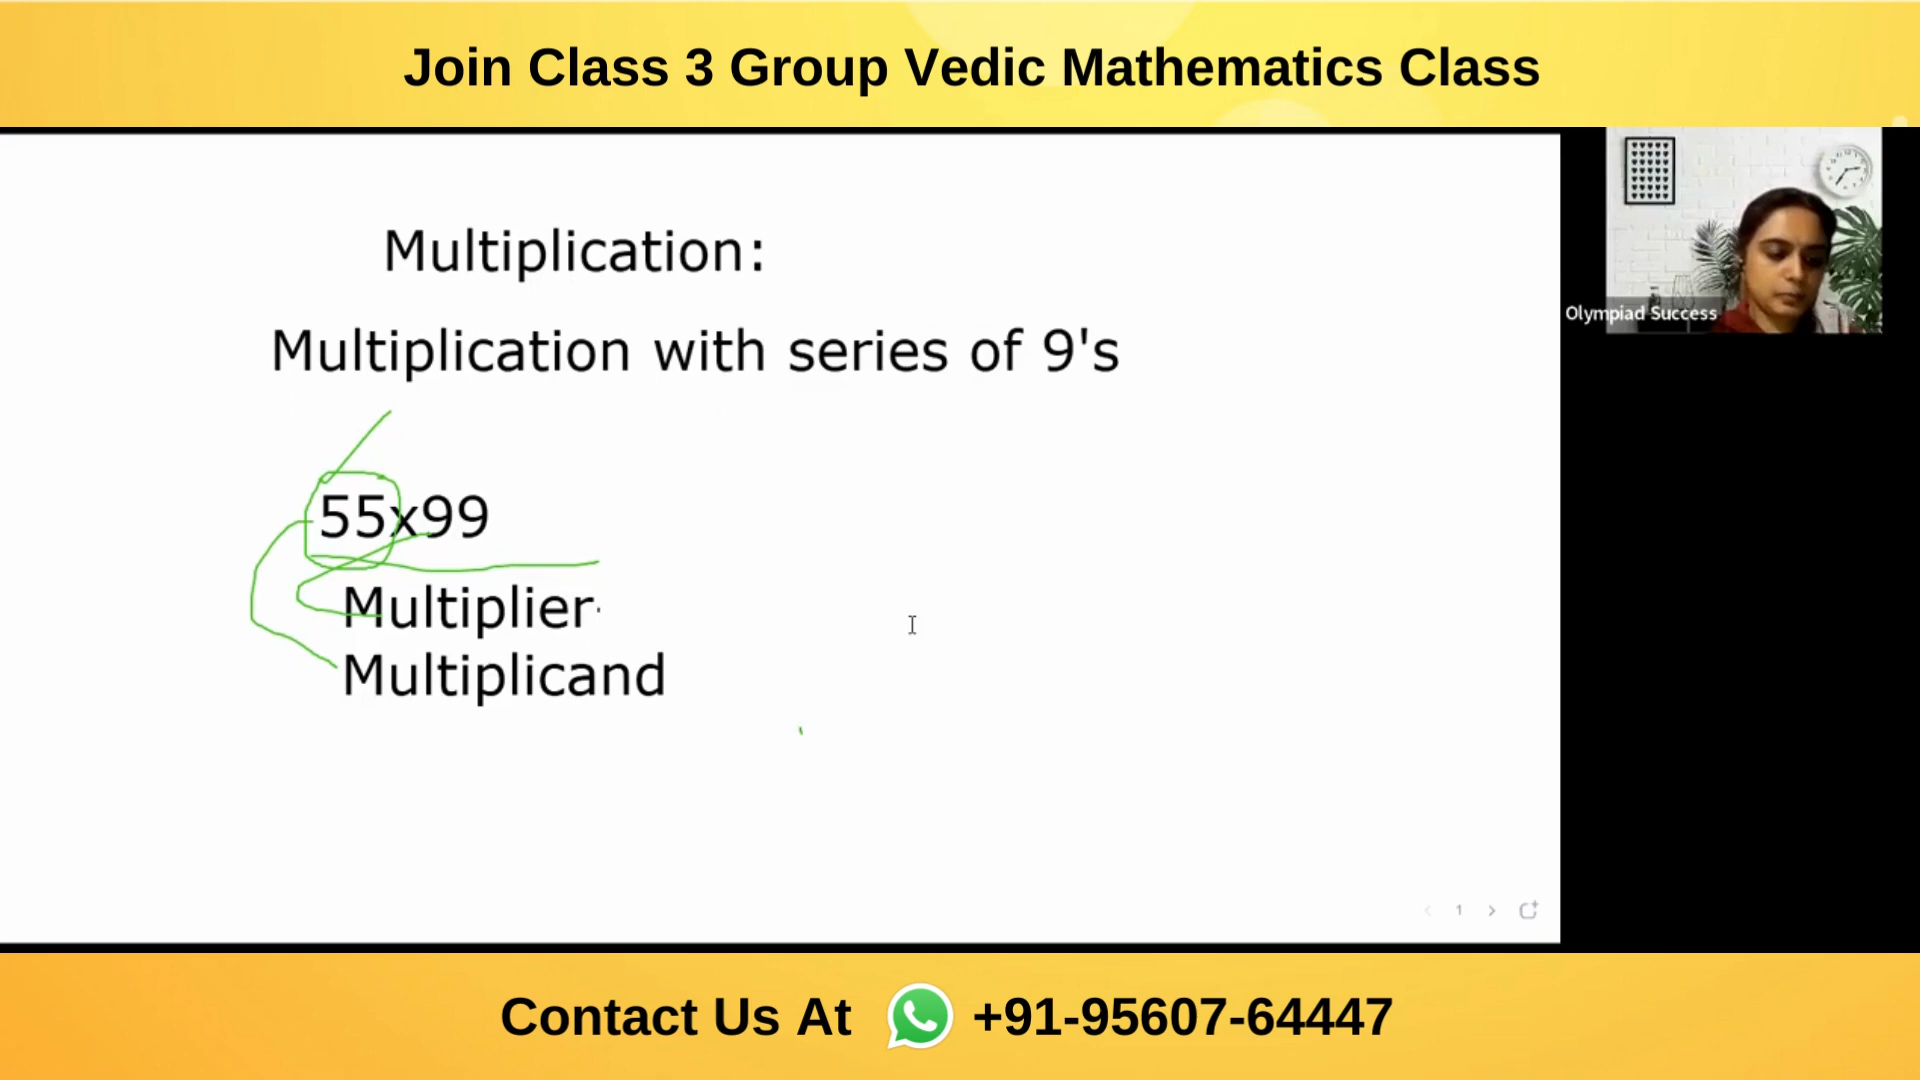 Join Class 3 Group Vedic Mathematics Class
Multiplication:
Multiplication with series of 9's
55x99
Multiplier
Multiplicand
Olympiad Success
1
Contact Us At +91-95607-64447